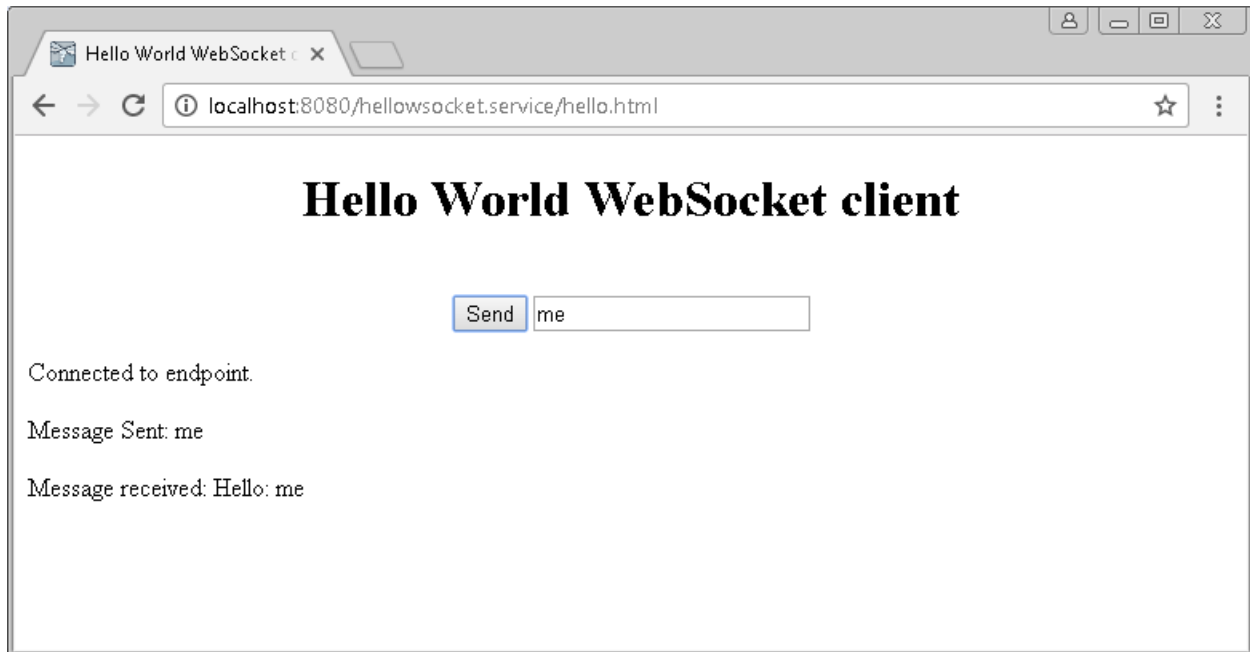 Hello World WebSocket c
localhost:8080/hellowsocket.service/hello.html
Hello World WebSocket client
Send me
Connected to endpoint.
Message Sent: me
Message received: Hello: me